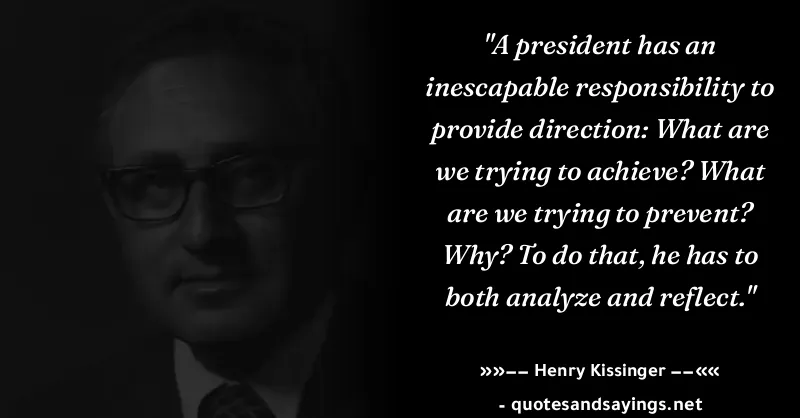 "A president has an
inescapable responsibility to
provide direction: What are
we trying to achieve? What
are we trying to prevent?
Why? To do that, he has to
both analyze and reflect."
»»−− Henry Kissinger −−««
- quotesandsayings.net